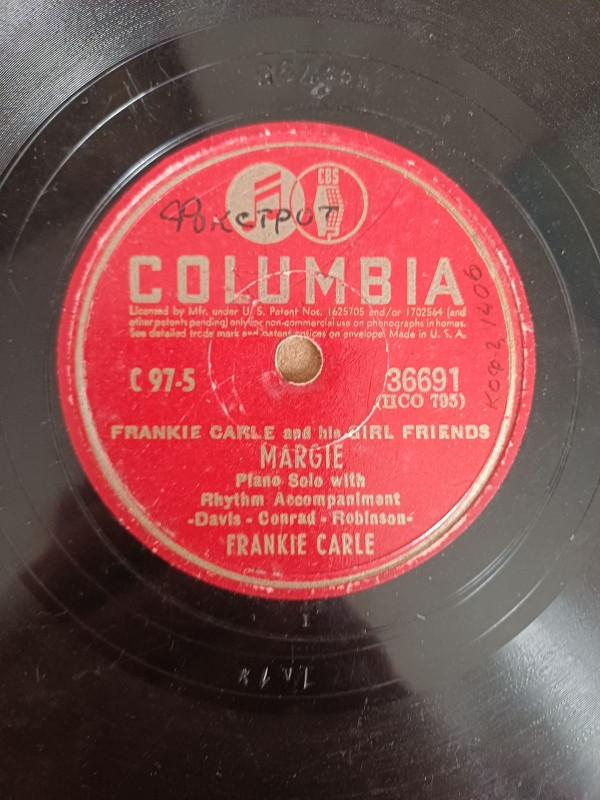 CBS
Фокстрот
COLUMBIA
Licensed by Mfr. under U. S. Patent Nos. 1625705 and/or 1702564 (and
other patents pending) only for non-commercial use on phonographs in homes.
See detailed trade mark and patent notices on envelope. Made in U. S. A.
C 97-5
36691
(HCO 795)
FRANKIE CARLE and his GIRL FRIENDS
MARGIE
Piano Solo with
Rhythm Accompaniment
-Davis - Conrad - Robinson-
FRANKIE CARLE